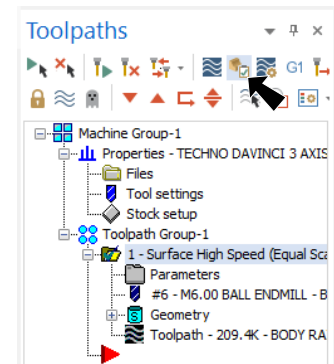 Toolpaths
G1
Machine Group-1
Properties - TECHNO DAVINCI 3 AXIS
Files
Tool settings
Stock setup
Toolpath Group-1
1 - Surface High Speed (Equal Sca
Parameters
#6 - M6.00 BALL ENDMILL - B
Geometry
Toolpath - 209.4K - BODY RA